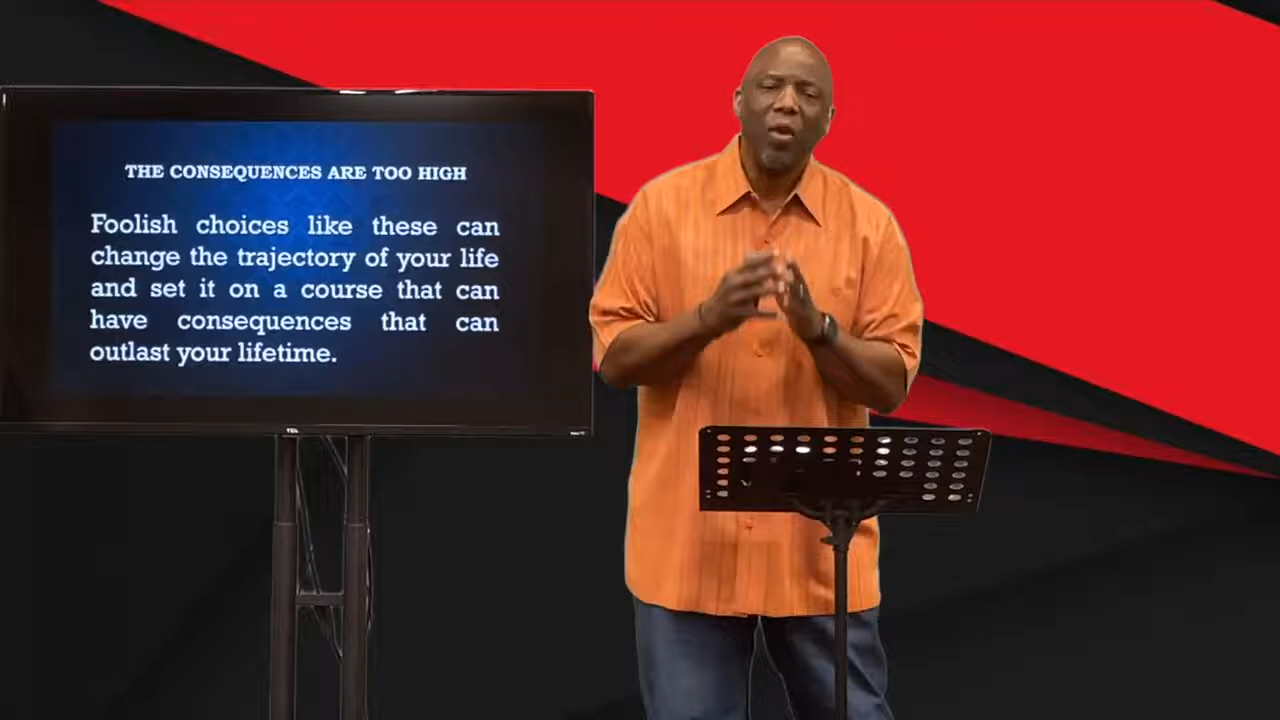 THE CONSEQUENCES ARE TOO HIGH
Foolish choices like these can
change the trajectory of your life
and set it on a course that can
have consequences that can
outlast your lifetime.
TCL